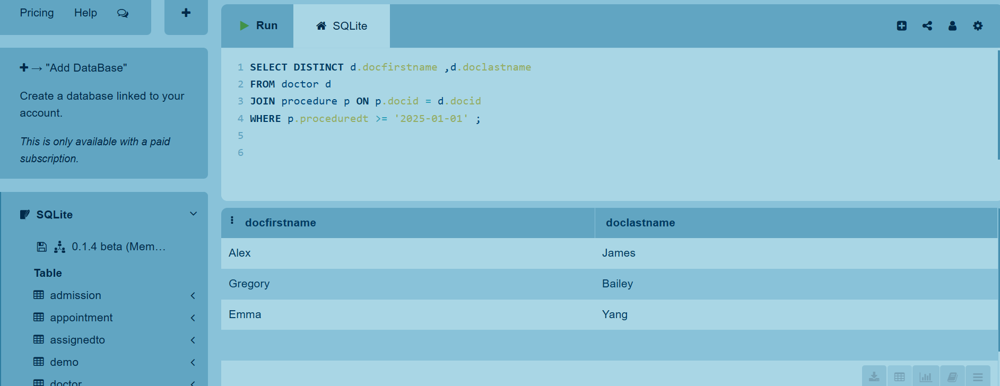 Pricing Help
Run SQLite
→ "Add DataBase"
Create a database linked to your
account.
This is only available with a paid
subscription.
SQLite
0.1.4 beta (Mem…
Table
admission
appointment
assignedto
demo
doctor
1 SELECT DISTINCT d.docfirstname ,d.doclastname
2 FROM doctor d
3 JOIN procedure p ON p.docid = d.docid
4 WHERE p.proceduredt >= '2025-01-01' ;
5
6
docfirstname doclastname
Alex James
Gregory Bailey
Emma Yang